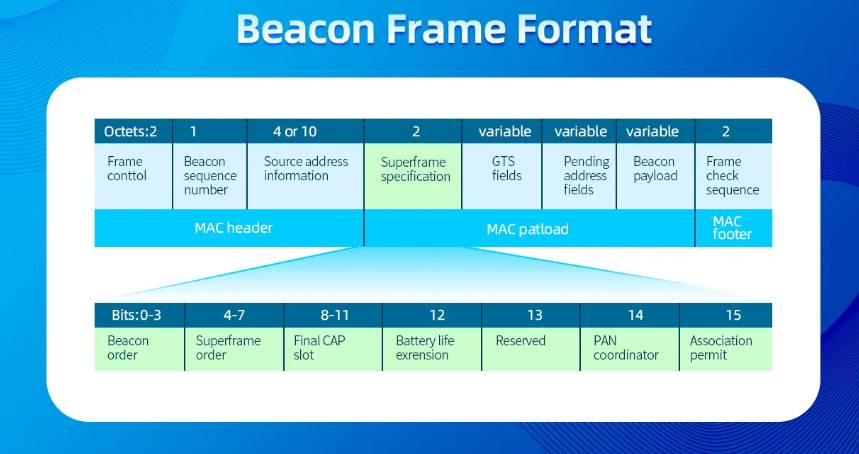 Beacon Frame Format
Octets:2 1 4 or 10 2 variable variable variable 2
Frame
conttol
Beacon
sequence
number
Source address
information
Superframe
specification
GTS
fields
Pending
address
fields
Beacon
payload
Frame
check
sequence
MAC header
MAC patload
MAC
footer
Bits:0-3 4-7 8-11 12 13 14 15
Beacon
order
Superframe
order
Final CAP
slot
Battery life
exrension
Reserved
PAN
coordinator
Association
permit